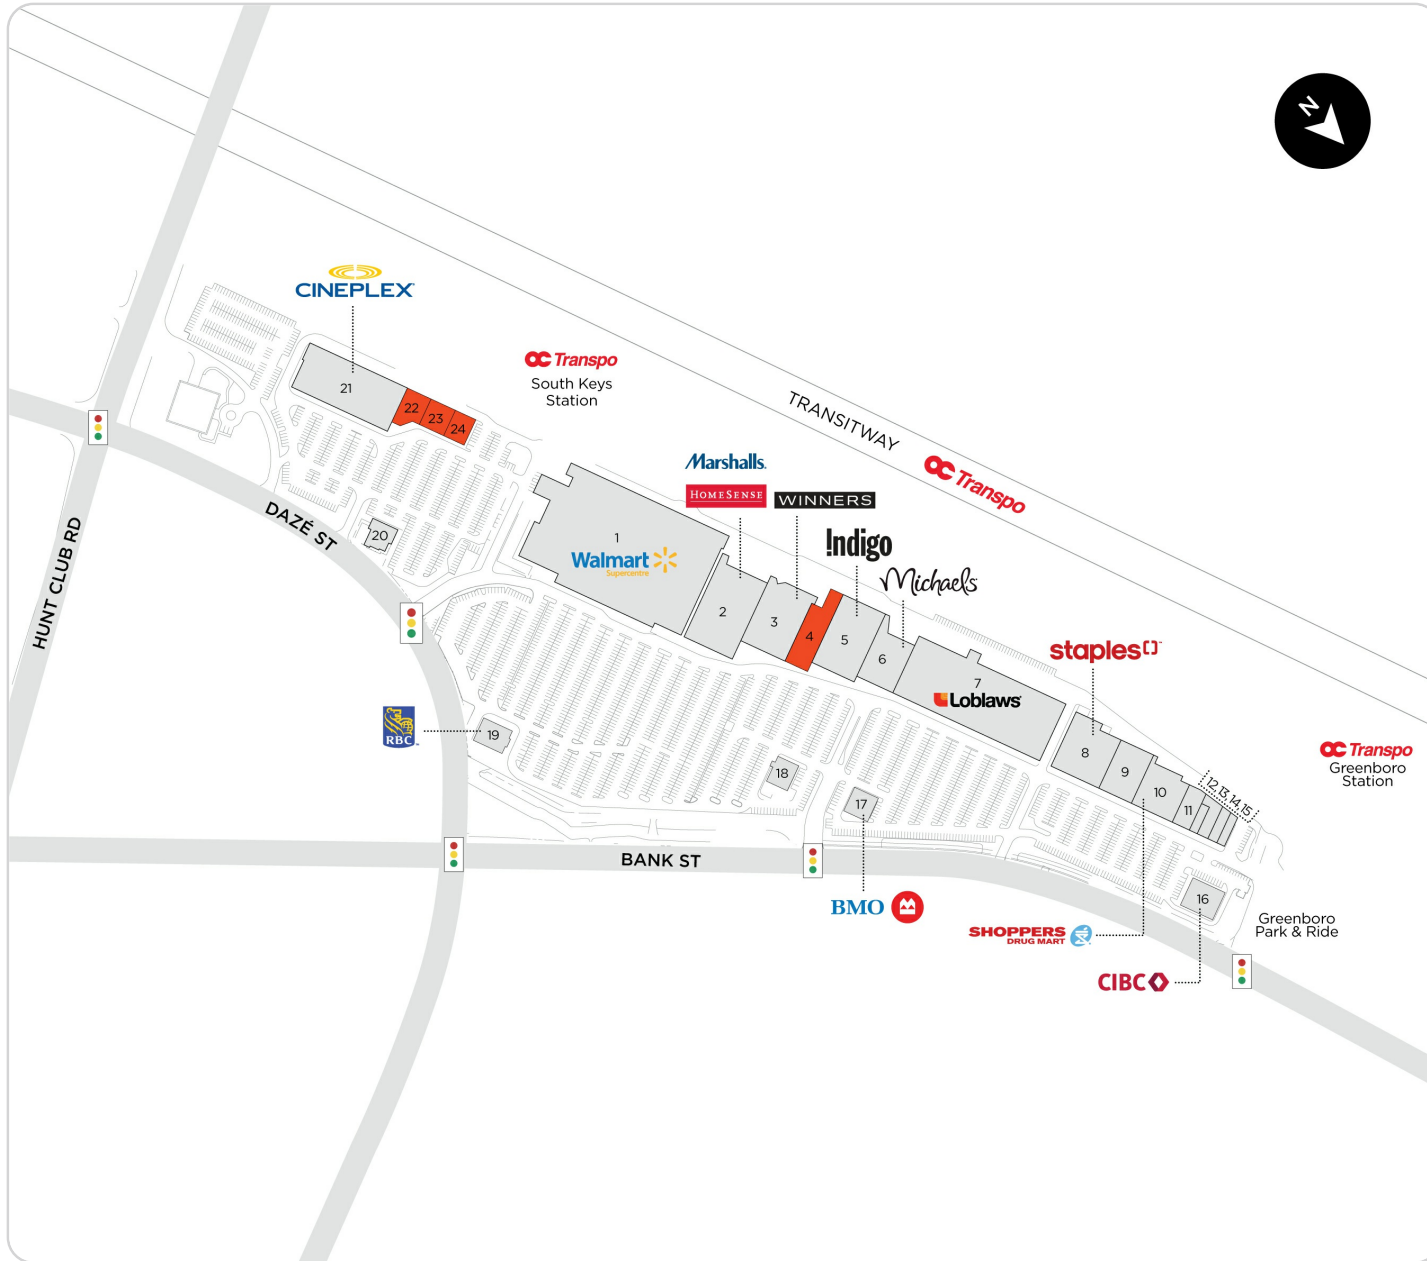 N
CINEPLEX
OC Transpo
South Keys
Station
TRANSITWAY
OC Transpo
HUNT CLUB RD
DAZÉ ST
21
22
23
24
20
Marshalls.
HOMESENSE
WINNERS
!ndigo
Michaels
1
Walmart
Supercentre
2
3
4
5
6
7
Loblaws
staples
8
9
10
11
12
13
14
15
OC Transpo
Greenboro
Station
RBC
19
18
17
BANK ST
BMO
16
SHOPPERS
DRUG MART
CIBC
Greenboro
Park & Ride